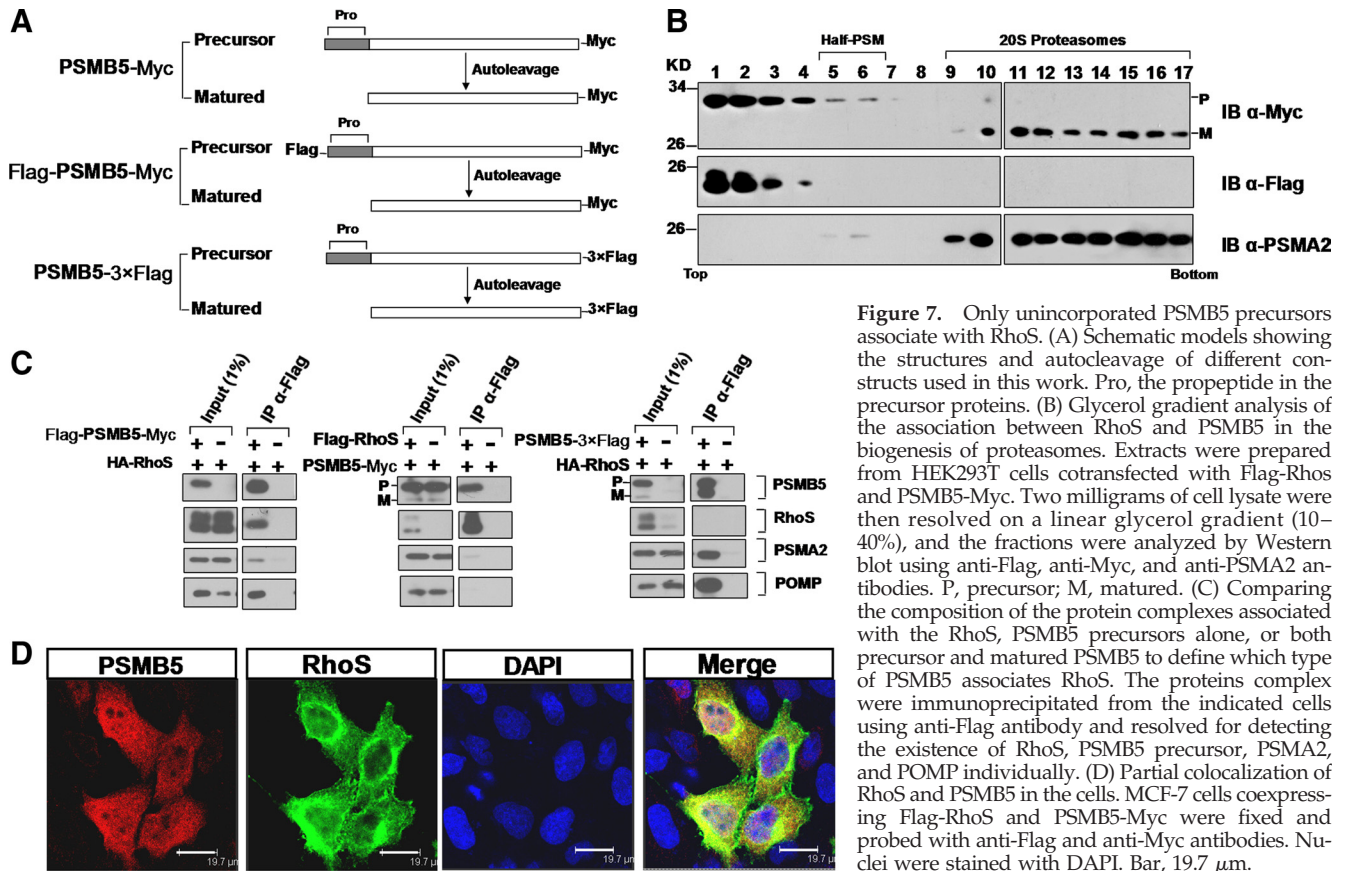 A
Pro
Precursor
Myc
PSMB5-Myc
Autoleavage
Matured
Myc
Pro
Precursor
Flag
Myc
Flag-PSMB5-Myc
Autoleavage
Matured
Myc
Pro
Precursor
3×Flag
PSMB5-3×Flag
Autoleavage
Matured
3×Flag
B
Half-PSM
20S Proteasomes
KD
1 2 3 4 5 6 7 8 9 10 11 12 13 14 15 16 17
34
P
IB α-Myc
M
26
26
IB α-Flag
26
IB α-PSMA2
Top
Bottom
C
Input (1%)
IP α-Flag
Input (1%)
IP α-Flag
Input (1%)
IP α-Flag
Flag-PSMB5-Myc + - + -
Flag-RhoS + - + -
PSMB5-3×Flag + - + -
HA-RhoS + + + +
PSMB5-Myc + + + +
HA-RhoS + + + +
P
M
P
M
PSMB5
RhoS
PSMA2
POMP
D
PSMB5
RhoS
DAPI
Merge
19.7 µm
19.7 µm
19.7 µm
19.7 µm
Figure 7. Only unincorporated PSMB5 precursors
associate with RhoS. (A) Schematic models showing
the structures and autocleavage of different con-
structs used in this work. Pro, the propeptide in the
precursor proteins. (B) Glycerol gradient analysis of
the association between RhoS and PSMB5 in the
biogenesis of proteasomes. Extracts were prepared
from HEK293T cells cotransfected with Flag-Rhos
and PSMB5-Myc. Two milligrams of cell lysate were
then resolved on a linear glycerol gradient (10–
40%), and the fractions were analyzed by Western
blot using anti-Flag, anti-Myc, and anti-PSMA2 an-
tibodies. P, precursor; M, matured. (C) Comparing
the composition of the protein complexes associated
with the RhoS, PSMB5 precursors alone, or both
precursor and matured PSMB5 to define which type
of PSMB5 associates RhoS. The proteins complex
were immunoprecipitated from the indicated cells
using anti-Flag antibody and resolved for detecting
the existence of RhoS, PSMB5 precursor, PSMA2,
and POMP individually. (D) Partial colocalization of
RhoS and PSMB5 in the cells. MCF-7 cells coexpress-
ing Flag-RhoS and PSMB5-Myc were fixed and
probed with anti-Flag and anti-Myc antibodies. Nu-
clei were stained with DAPI. Bar, 19.7 µm.